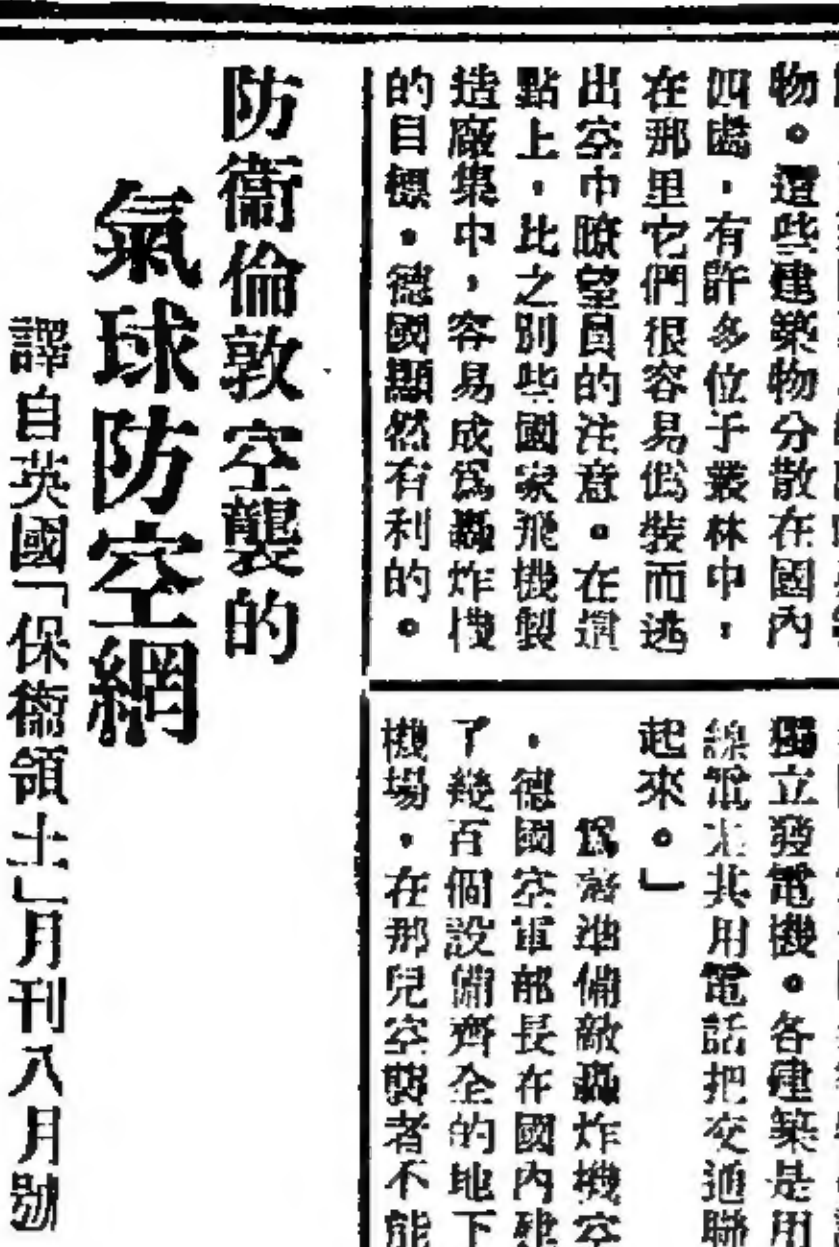 物。這些建築物分散在國內
四處，有許多位于叢林中，
在那里它們很容易僞裝而逃
出空中瞭望員的注意。在這
點上，比之別些國家飛機製
造廠集中，容易成爲轟炸機
的目標，德國顯然有利的。
獨立發電機。各建築是用
線電 共用電話把交通聯
起來。」
爲着準備敵轟炸機空
，德國空軍部長在國內建
了幾百個設備齊全的地下
機場，在那兒空襲者不能
防衞倫敦空襲的
氣球防空網
譯自英國「保衞領土」月刊八月號